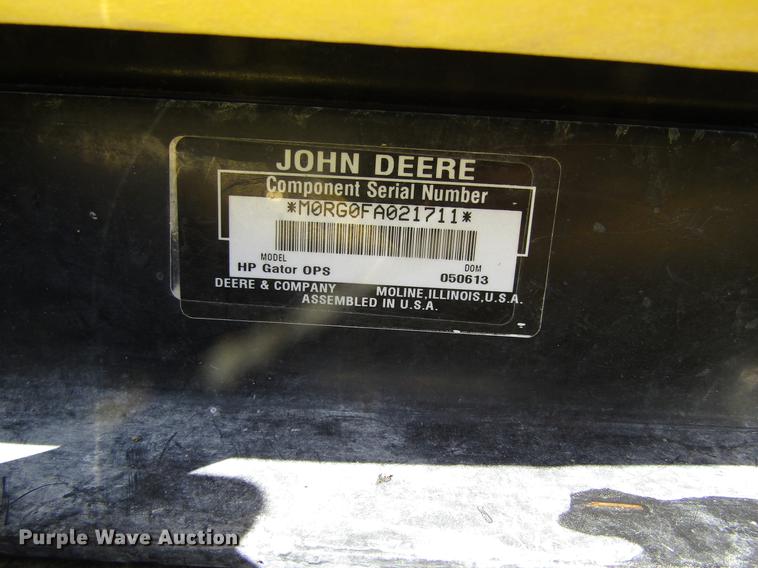 JOHN DEERE
Component Serial Number
*M0RG0FA021711*
MODEL DOM
HP Gator OPS 050613
DEERE & COMPANY MOLINE, ILLINOIS, U.S.A.
ASSEMBLED IN U.S.A.
Purple Wave Auction